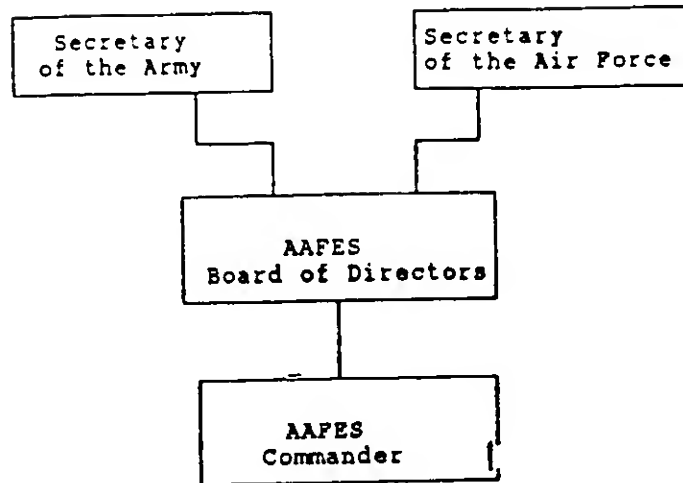 Secretary
of the Army
Secretary
of the Air Force
AAFES
Board of Directors
AAFES
Commander